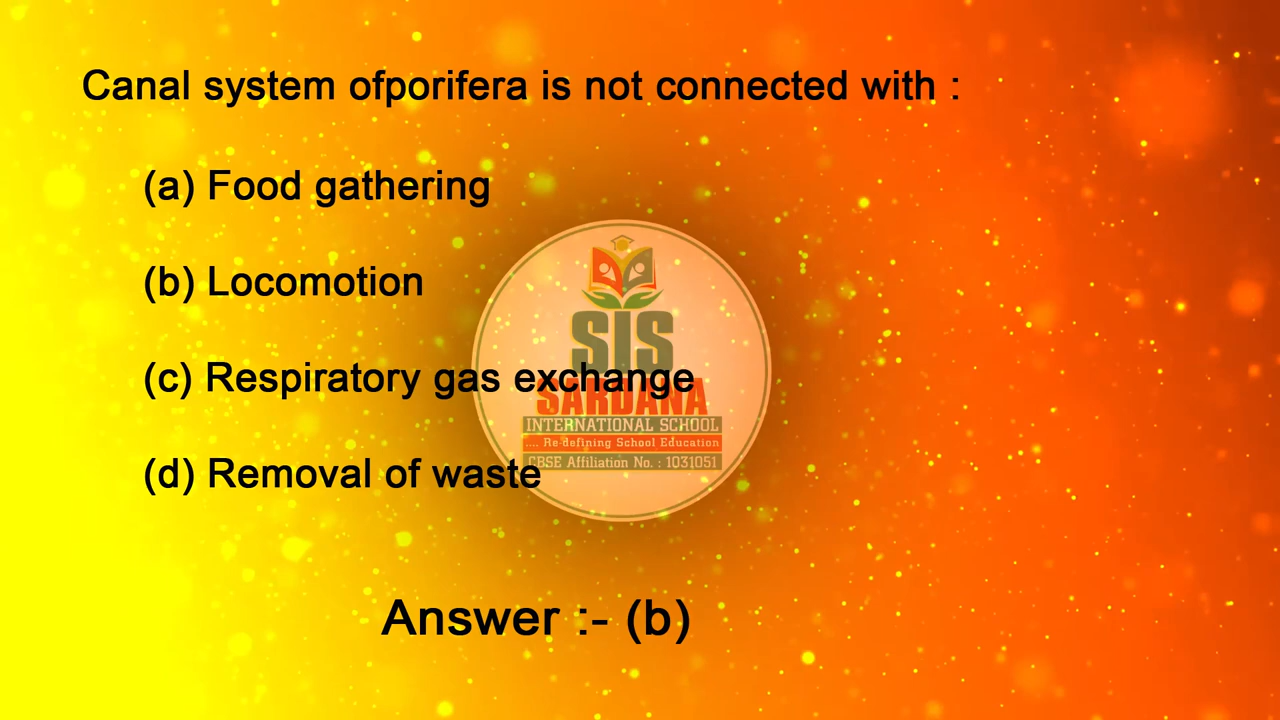 Canal system ofporifera is not connected with :
(a) Food gathering
(b) Locomotion
SIS
(c) Respiratory gas exchange
SARDANA
INTERNATIONAL SCHOOL
.... Re-defining School Education
CBSE Affiliation No. : 1031051
(d) Removal of waste
Answer :- (b)